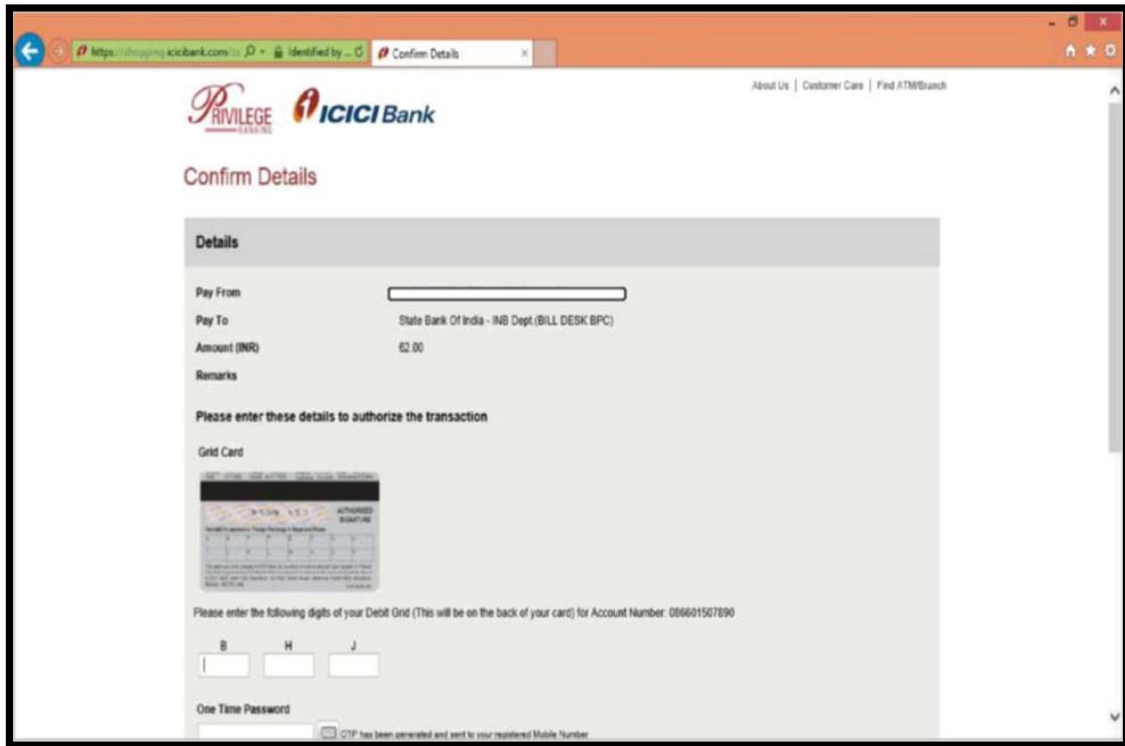 https://shopping.icicibank.com/ Identified by ... Confirm Details
About Us | Customer Care | Find ATM/Branch
PRIVILEGE BANKING ICICI Bank
Confirm Details
Details
Pay From
Pay To State Bank Of India - INB Dept.(BILL DESK BPC)
Amount (INR) 62.00
Remarks
Please enter these details to authorize the transaction
Grid Card
AUTHORISED
SIGNATURE
Please enter the following digits of your Debit Grid (This will be on the back of your card) for Account Number: 086601507890
B H J
One Time Password
OTP has been generated and sent to your registered Mobile Number